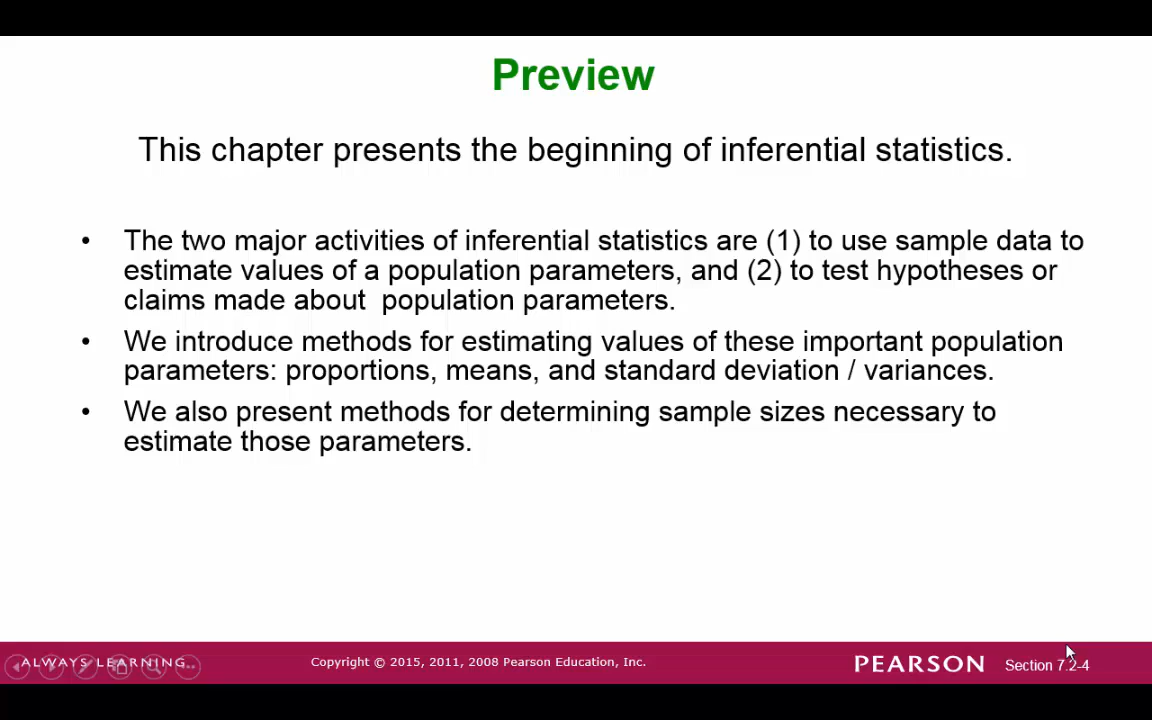 Preview
This chapter presents the beginning of inferential statistics.
• The two major activities of inferential statistics are (1) to use sample data to
estimate values of a population parameters, and (2) to test hypotheses or
claims made about  population parameters.
• We introduce methods for estimating values of these important population
parameters: proportions, means, and standard deviation / variances.
• We also present methods for determining sample sizes necessary to
estimate those parameters.
ALWAYS LEARNING
Copyright © 2015, 2011, 2008 Pearson Education, Inc.
PEARSON
Section 7.2-4